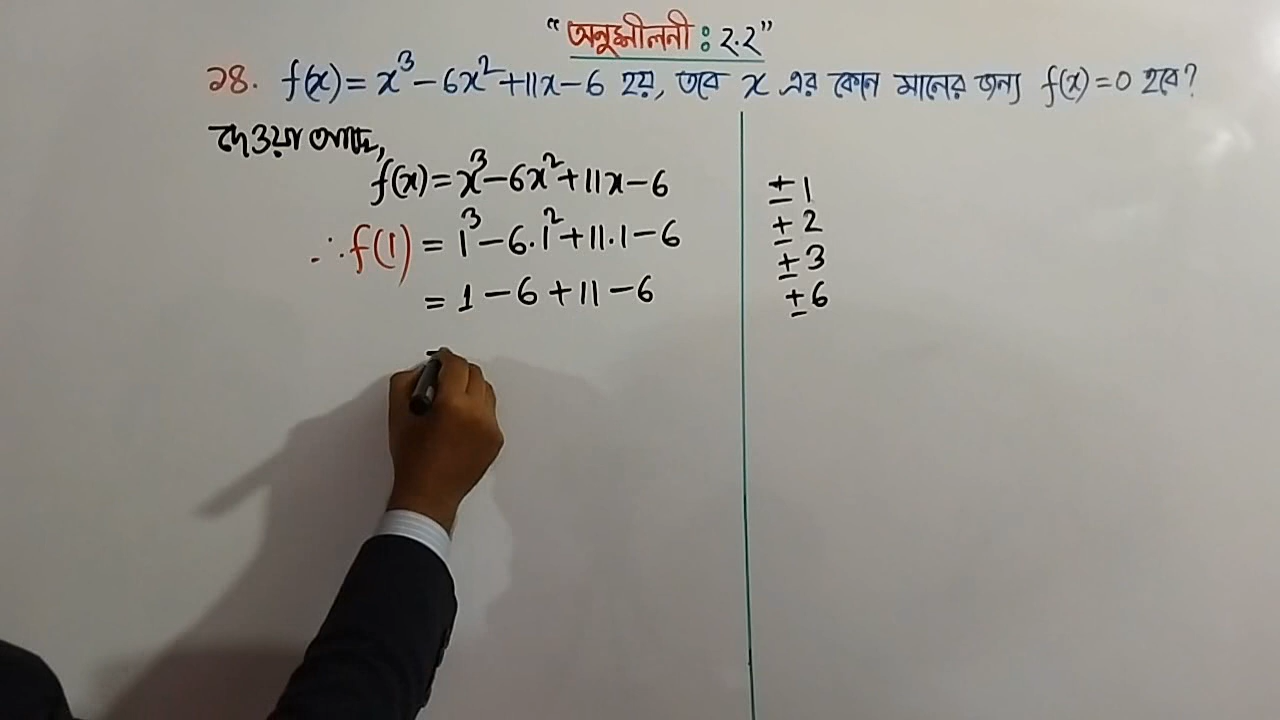 "অনুশীলনী : ২.২"
১৪. f(x) = x³ − 6x² + 11x − 6 হয়, তবে x এর কোন মানের জন্য f(x) = 0 হবে?
দেওয়া আছে,
f(x) = x³ − 6x² + 11x − 6
∴ f(1) = 1³ − 6.1² + 11.1 − 6
= 1 − 6 + 11 − 6
± 1
± 2
± 3
± 6